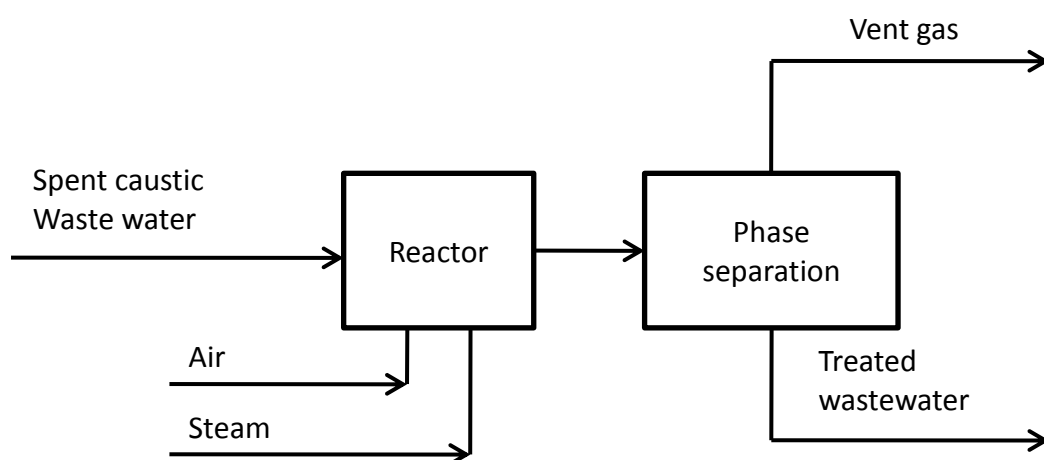 Vent gas
Spent caustic
Waste water
Reactor
Phase
separation
Air
Steam
Treated
wastewater